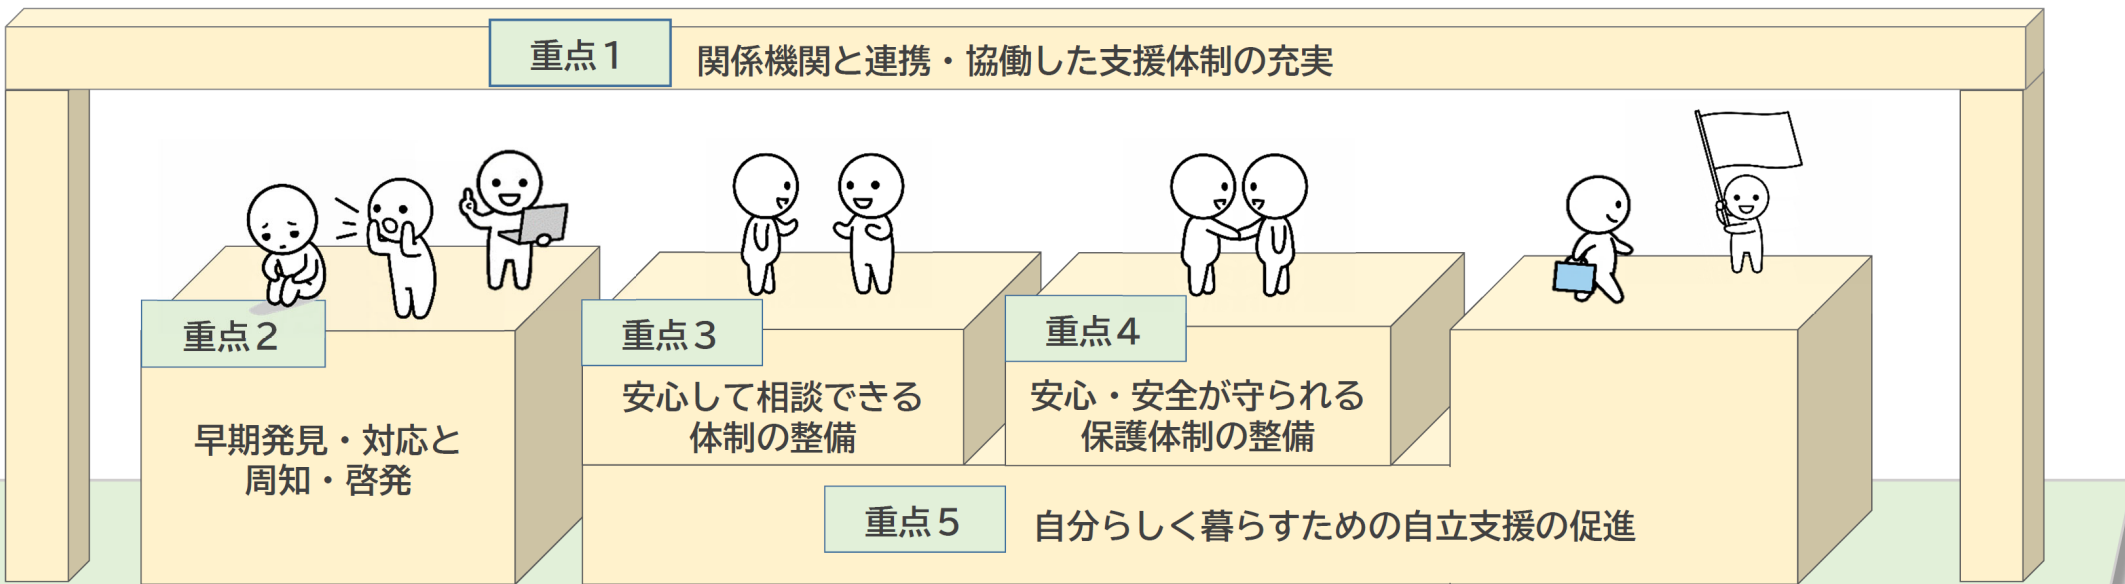 重点1
関係機関と連携・協働した支援体制の充実
重点2
早期発見・対応と
周知・啓発
重点3
安心して相談できる
体制の整備
重点4
安心・安全が守られる
保護体制の整備
重点5
自分らしく暮らすための自立支援の促進